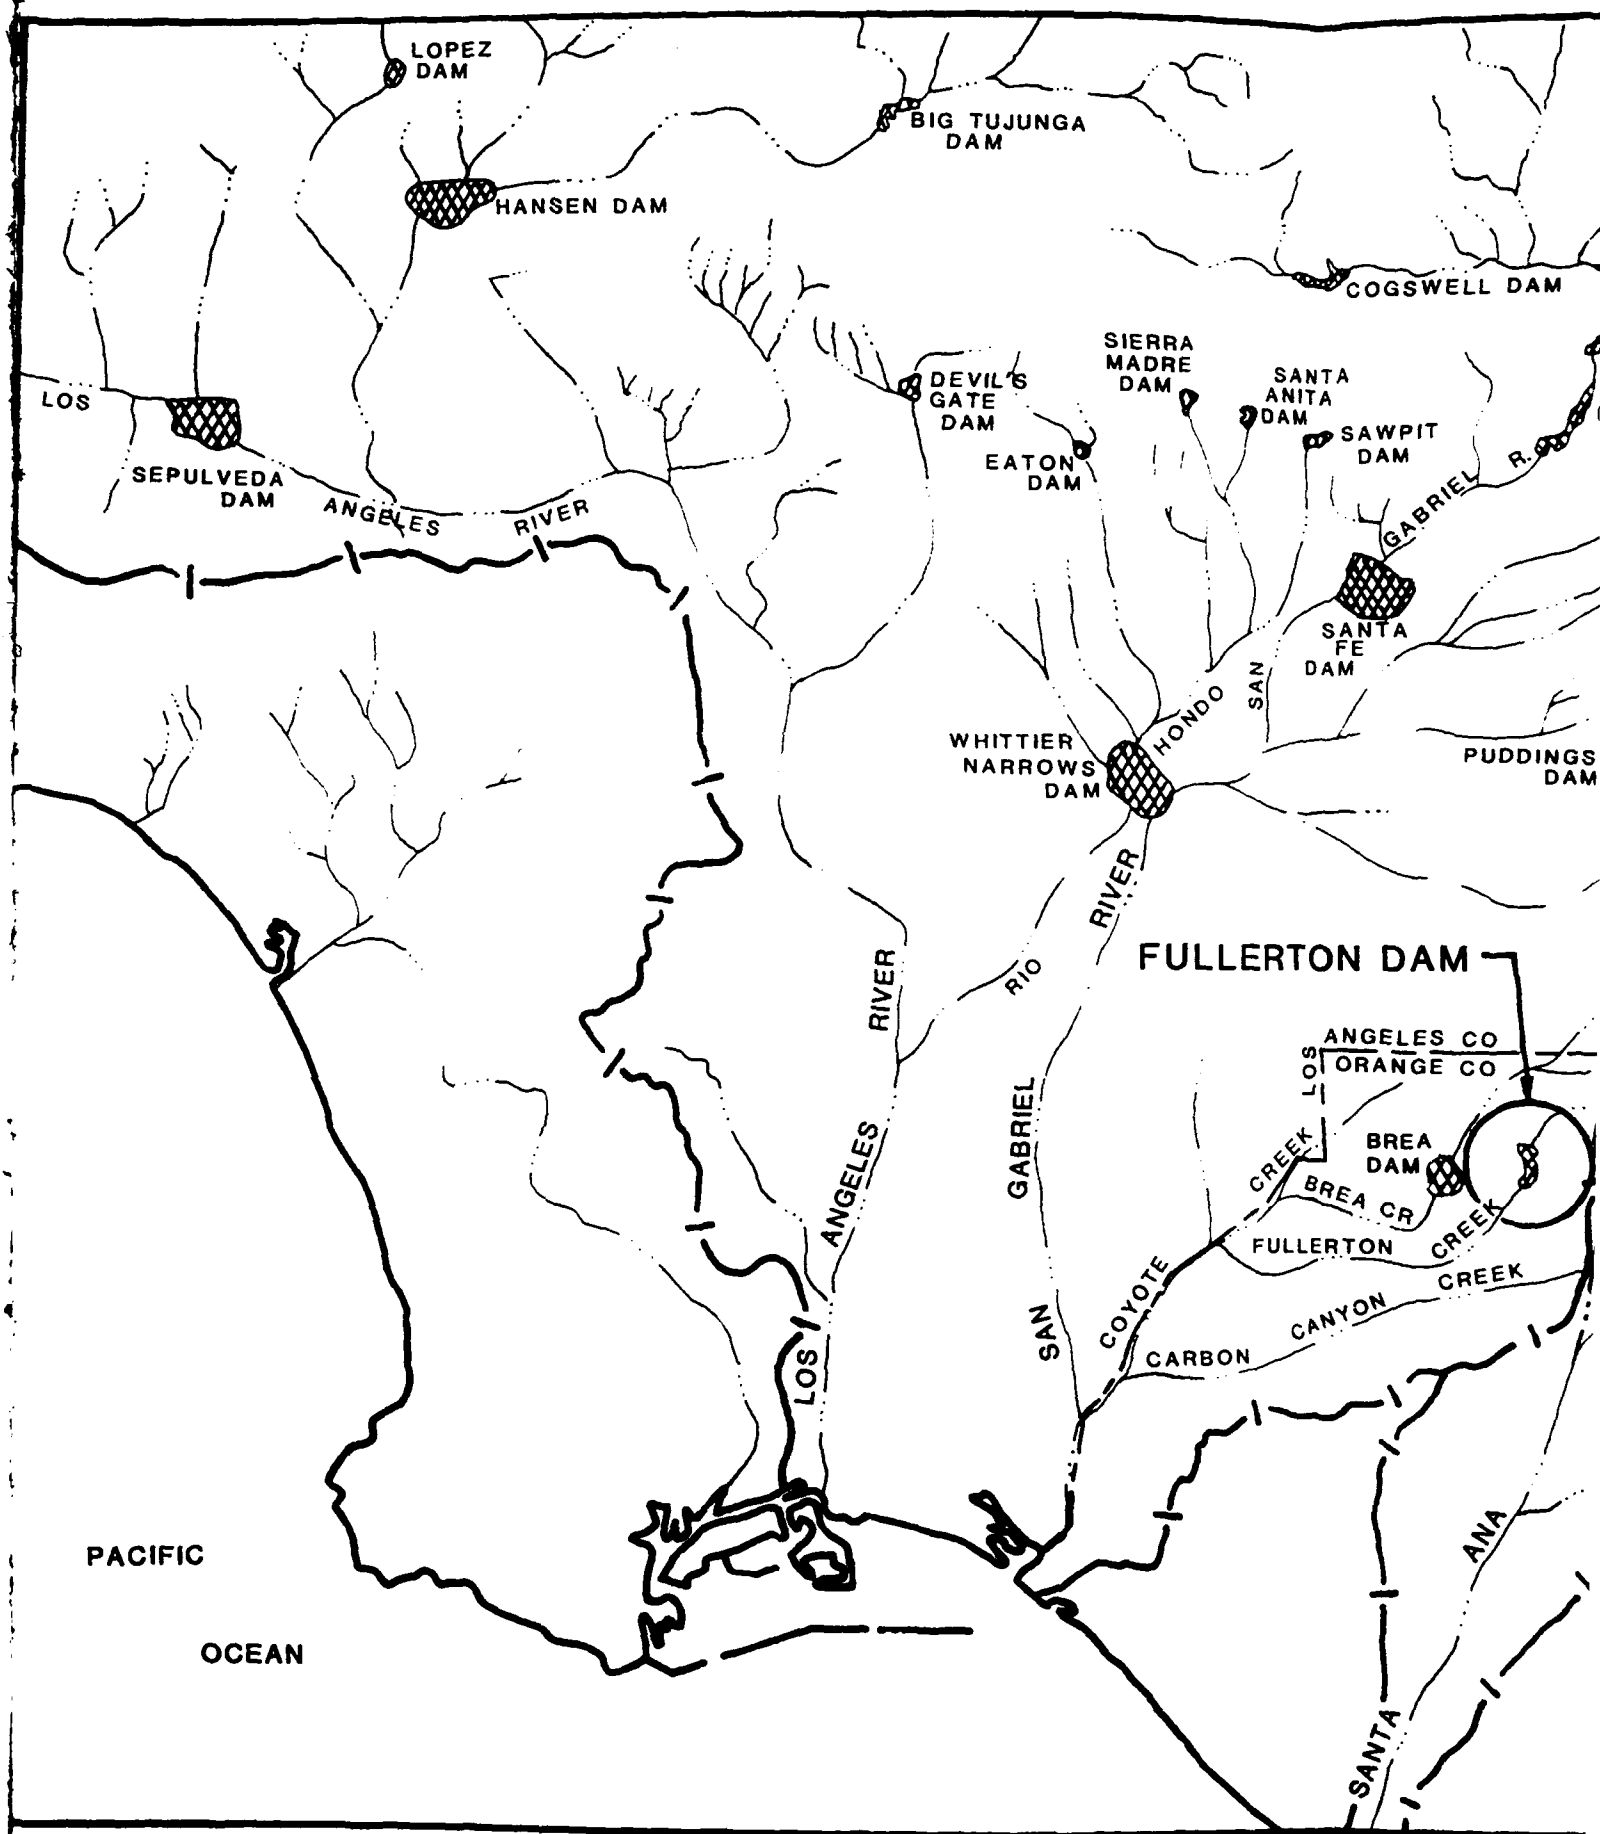 LOPEZ
DAM
BIG TUJUNGA
DAM
HANSEN DAM
COGSWELL DAM
SIERRA
MADRE
DAM
SANTA
ANITA
DAM
DEVIL'S
GATE
DAM
SAWPIT
DAM
EATON
DAM
LOS
ANGELES
RIVER
SEPULVEDA
DAM
GABRIEL
R.
SANTA
FE
DAM
SAN
HONDO
WHITTIER
NARROWS
DAM
PUDDINGS
DAM
RIVER
RIO
RIVER
FULLERTON DAM
LOS
ANGELES CO
ORANGE CO
GABRIEL
ANGELES
CREEK
BREA
DAM
BREA CR
FULLERTON
CREEK
COYOTE
CANYON
CREEK
SAN
CARBON
LOS
ANA
SANTA
PACIFIC
OCEAN